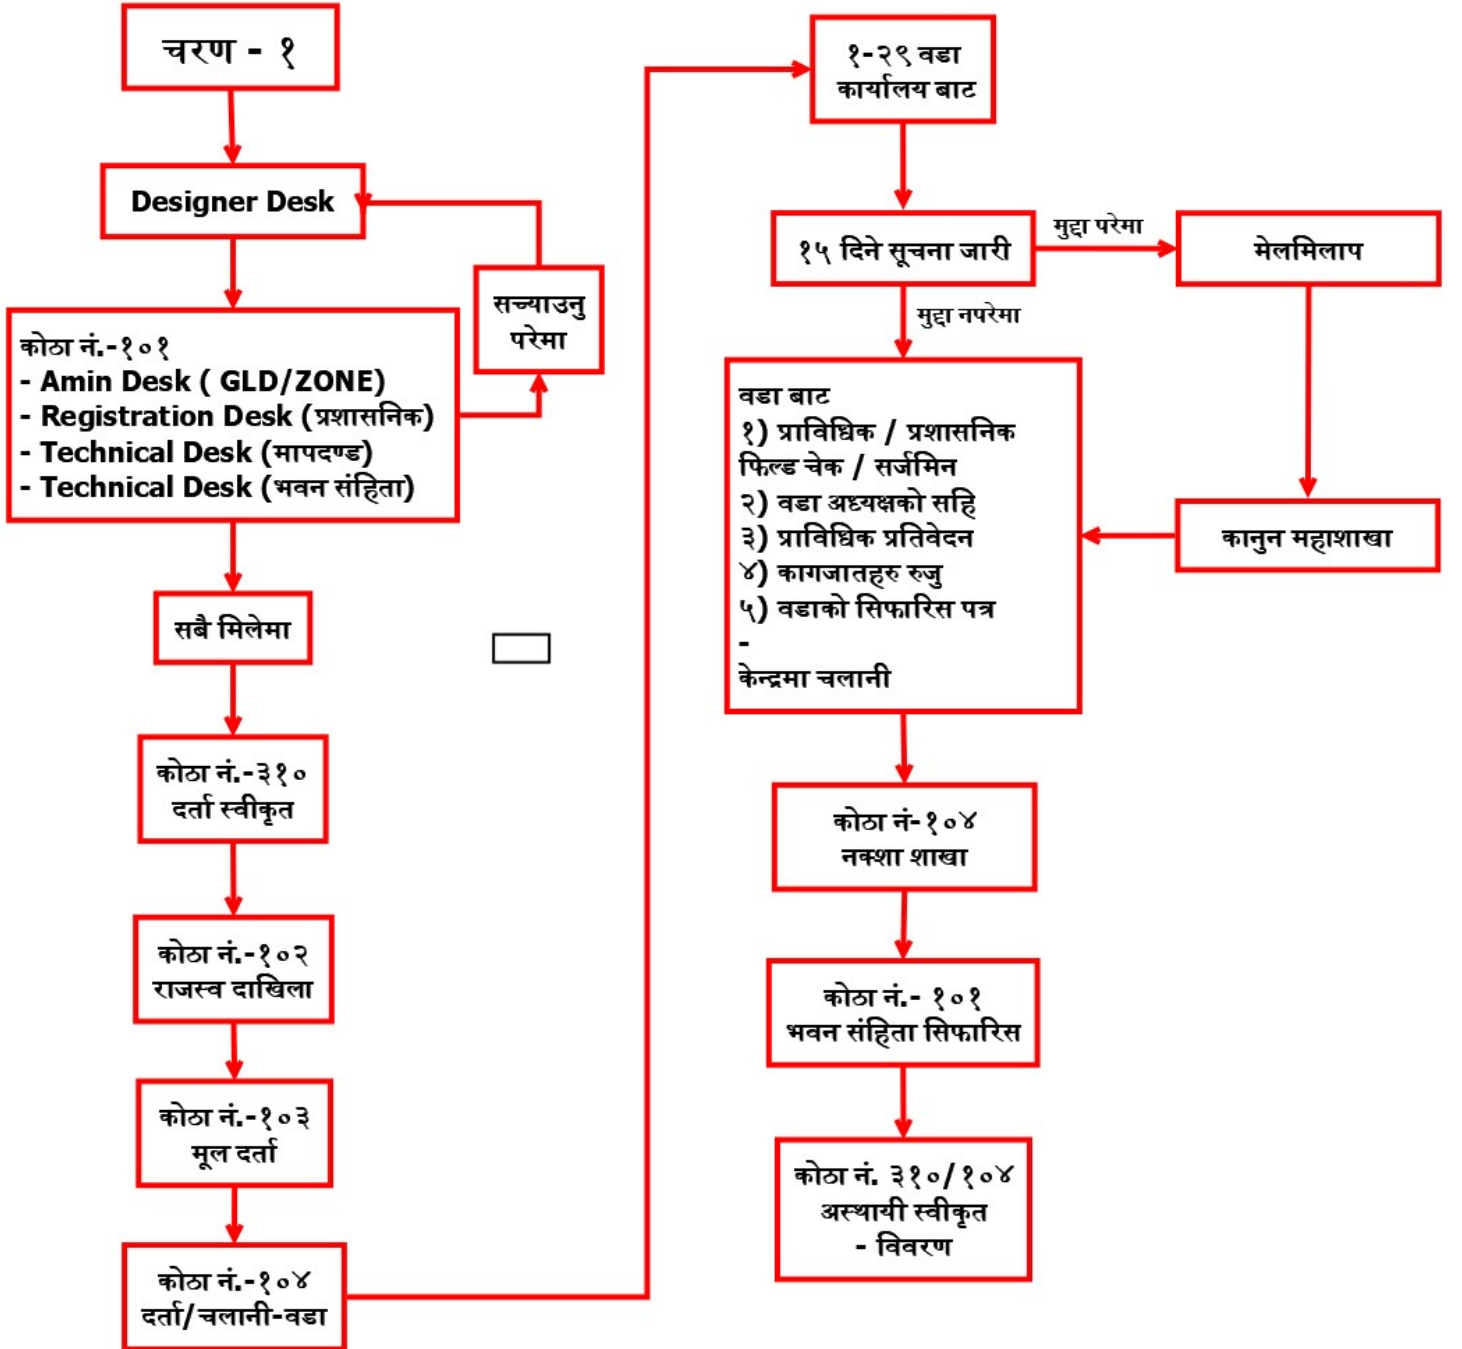 चरण - १
Designer Desk
सच्याउनु
परेमा
कोठा नं.-१०१
- Amin Desk ( GLD/ZONE)
- Registration Desk (प्रशासनिक)
- Technical Desk (मापदण्ड)
- Technical Desk (भवन संहिता)
सबै मिलेमा
कोठा नं.-३१०
दर्ता स्वीकृत
कोठा नं.-१०२
राजस्व दाखिला
कोठा नं.-१०३
मूल दर्ता
कोठा नं.-१०४
दर्ता/चलानी-वडा
१-२९ वडा
कार्यालय बाट
१५ दिने सूचना जारी
मुद्दा परेमा
मेलमिलाप
मुद्दा नपरेमा
कानुन महाशाखा
वडा बाट
१) प्राविधिक / प्रशासनिक
फिल्ड चेक / सर्जमिन
२) वडा अध्यक्षको सहि
३) प्राविधिक प्रतिवेदन
४) कागजातहरु रुजु
५) वडाको सिफारिस पत्र
-
केन्द्रमा चलानी
कोठा नं-१०४
नक्शा शाखा
कोठा नं.- १०१
भवन संहिता सिफारिस
कोठा नं. ३१०/१०४
अस्थायी स्वीकृत
- विवरण